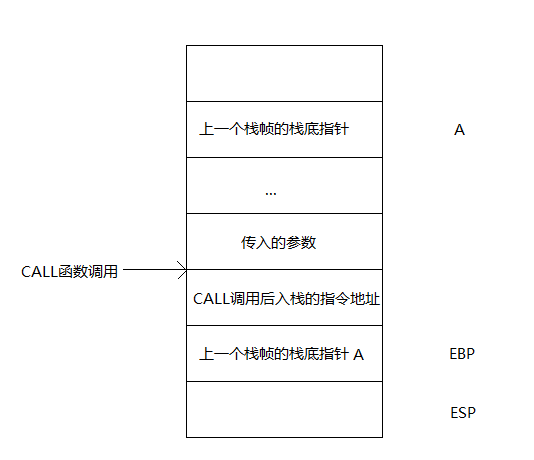 上一个栈帧的栈底指针
A
...
传入的参数
CALL函数调用
CALL调用后入栈的指令地址
上一个栈帧的栈底指针 A
EBP
ESP